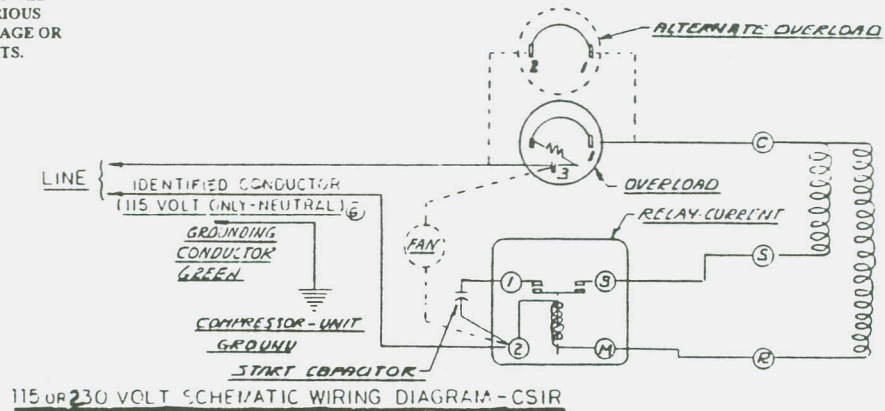 RIOUS
AGE OR
TS.
ALTERNATE OVERLOAD
2 1
1
3
C
LINE
IDENTIFIED CONDUCTOR
OVERLOAD
(115 VOLT ONLY-NEUTRAL)
RELAY-CURRENT
GROUNDING
CONDUCTOR
GREEN
FAN
S
1 S
COMPRESSOR-UNIT
GROUND
2 M
R
START CAPACITOR
115 OR 230 VOLT SCHEMATIC WIRING DIAGRAM-CSIR